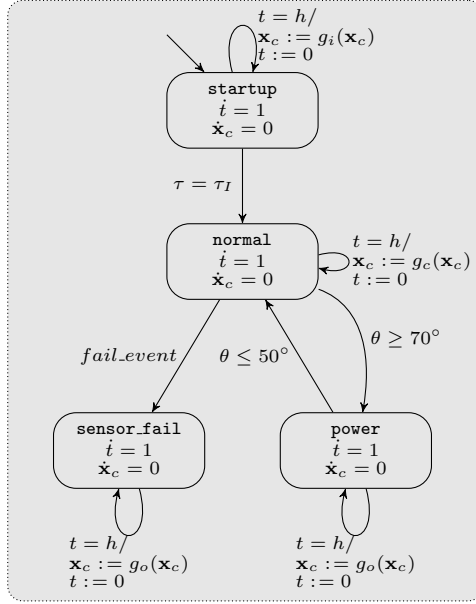 t = h/
𝐱_c := g_i(𝐱_c)
t := 0
startup
ṫ = 1
𝐱̇_c = 0
τ = τ_I
normal
ṫ = 1
𝐱̇_c = 0
t = h/
𝐱_c := g_c(𝐱_c)
t := 0
fail_event
θ ≤ 50°
θ ≥ 70°
sensor_fail
ṫ = 1
𝐱̇_c = 0
power
ṫ = 1
𝐱̇_c = 0
t = h/
𝐱_c := g_o(𝐱_c)
t := 0
t = h/
𝐱_c := g_o(𝐱_c)
t := 0